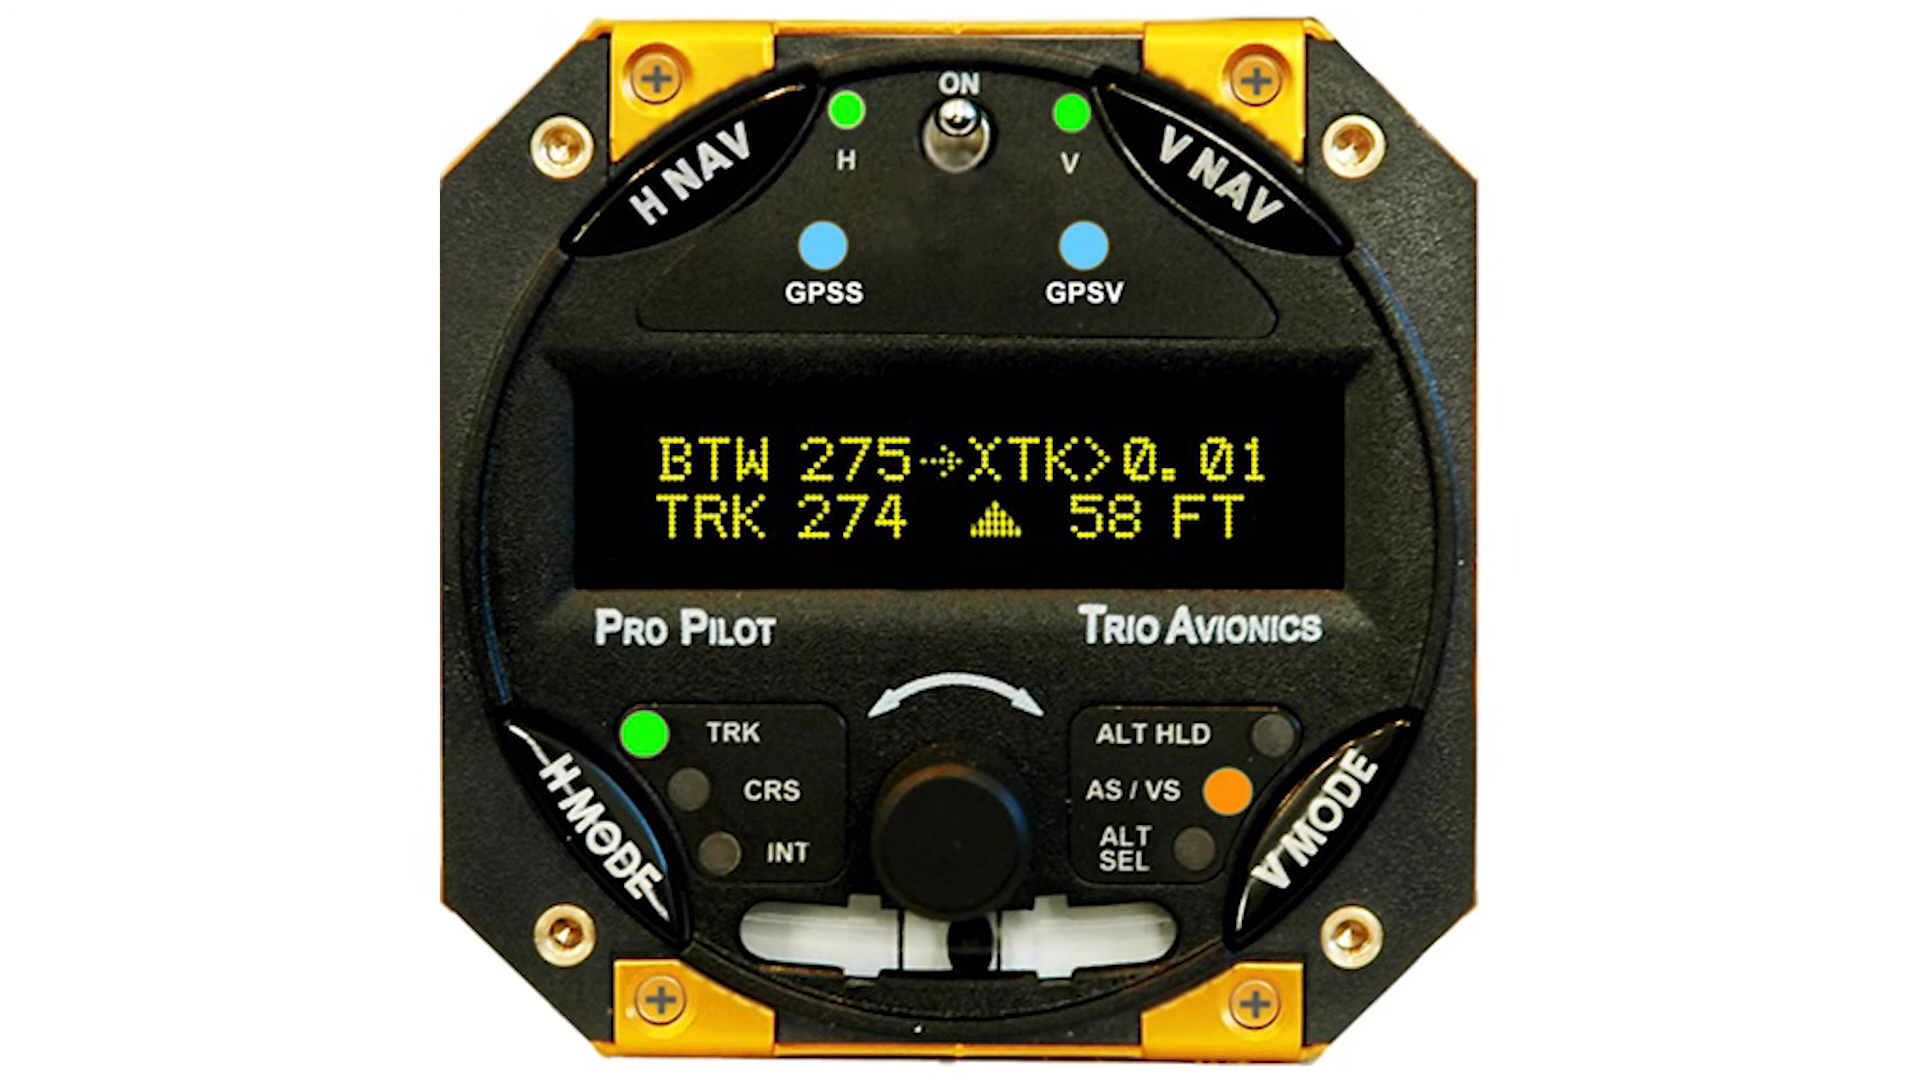 ON
H NAV
H
V
V NAV
GPSS
GPSV
BTW 275→XTK>0.01
TRK 274 ▲ 58 FT
PRO PILOT
TRIO AVIONICS
TRK
CRS
INT
ALT HLD
AS / VS
ALT
SEL
H MODE
V MODE